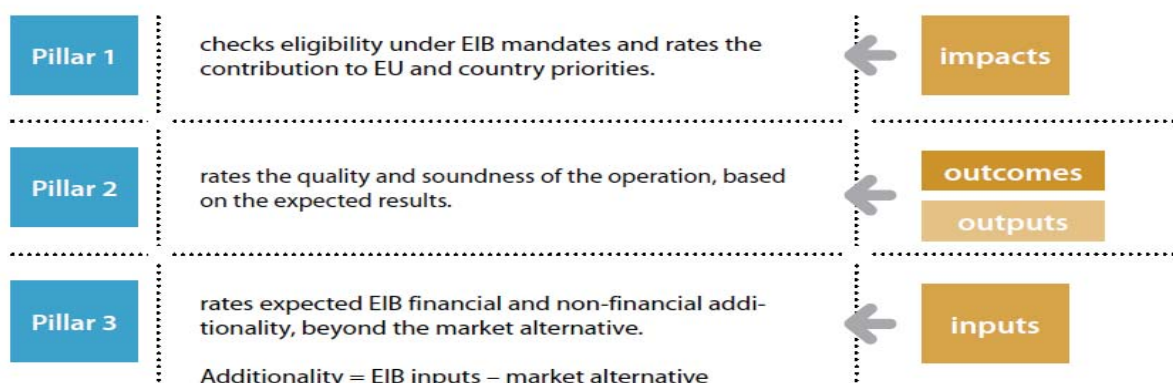 Pillar 1
checks eligibility under EIB mandates and rates the
contribution to EU and country priorities.
impacts
Pillar 2
rates the quality and soundness of the operation, based
on the expected results.
outcomes
outputs
Pillar 3
rates expected EIB financial and non-financial addi-
tionality, beyond the market alternative.
Additionality = EIB inputs – market alternative
inputs